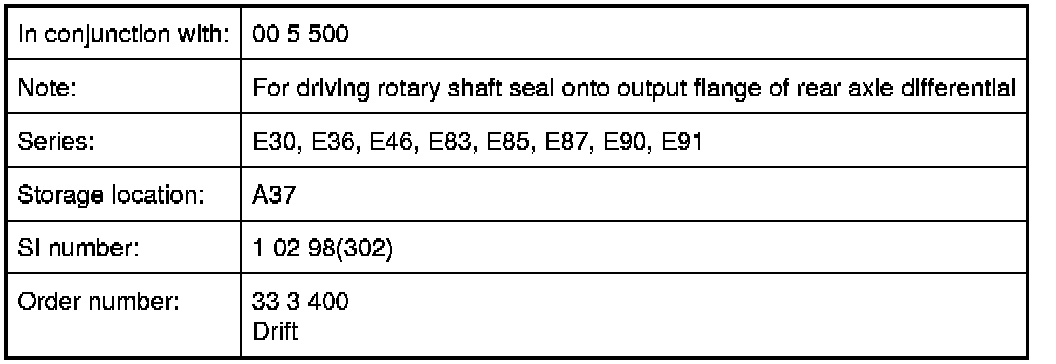 In conjunction with: 00 5 500
Note: For driving rotary shaft seal onto output flange of rear axle differential
Series: E30, E36, E46, E83, E85, E87, E90, E91
Storage location: A37
SI number: 1 02 98(302)
Order number: 33 3 400
Drift